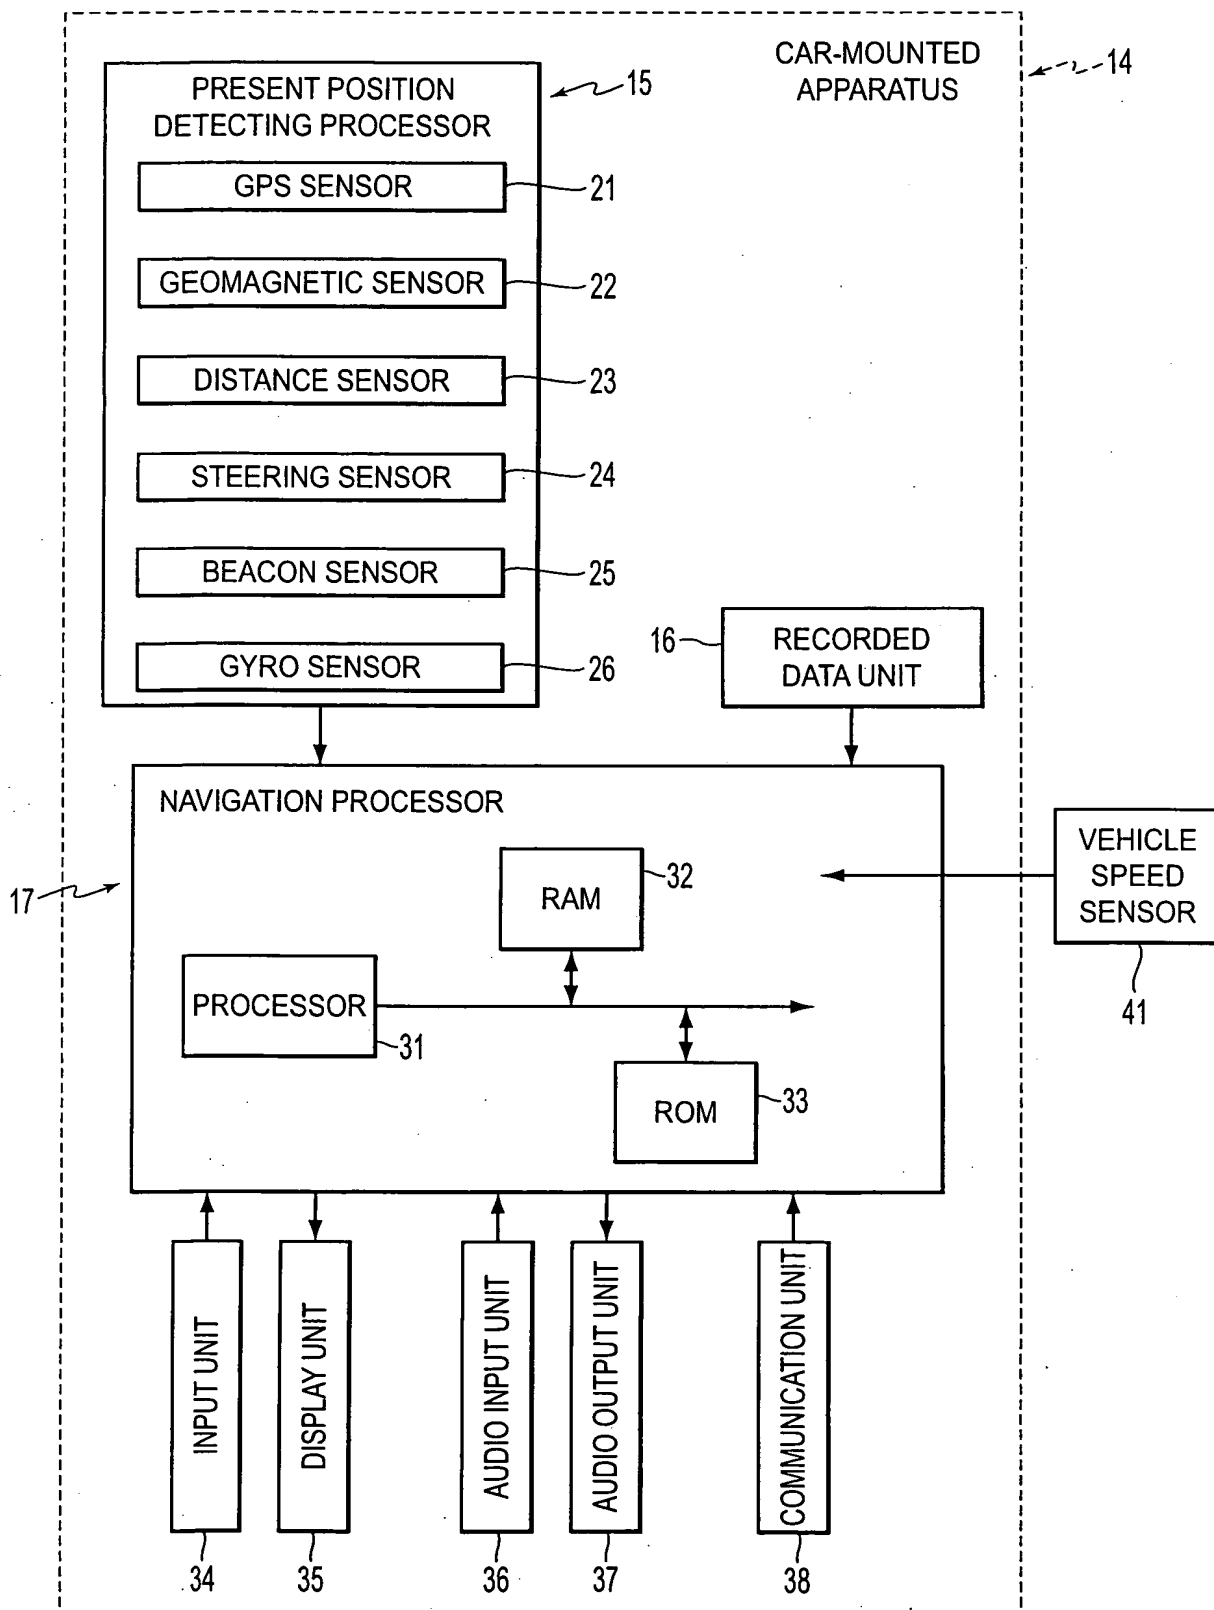 CAR-MOUNTED
APPARATUS
14
PRESENT POSITION
DETECTING PROCESSOR
15
GPS SENSOR
21
GEOMAGNETIC SENSOR
22
DISTANCE SENSOR
23
STEERING SENSOR
24
BEACON SENSOR
25
GYRO SENSOR
26
16
RECORDED
DATA UNIT
NAVIGATION PROCESSOR
17
RAM
32
PROCESSOR
31
ROM
33
VEHICLE
SPEED
SENSOR
41
INPUT UNIT
34
DISPLAY UNIT
35
AUDIO INPUT UNIT
36
AUDIO OUTPUT UNIT
37
COMMUNICATION UNIT
38